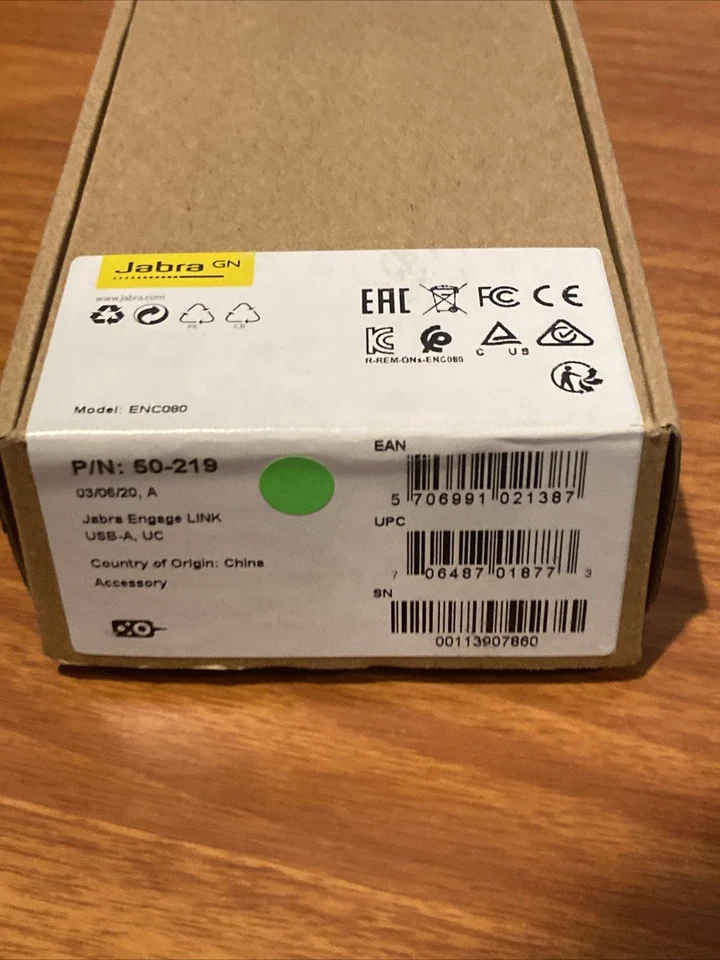 Jabra GN
www.jabra.com
PE
CB
EAC
FC CE
KC
C US
R-REM-GNs-ENC080
Model: ENC080
P/N: 50-219
03/06/20, A
Jabra Engage LINK
USB-A, UC
Country of Origin: China
Accessory
EAN
5 706991 021387
UPC
7 06487 01877 3
SN
00113907860